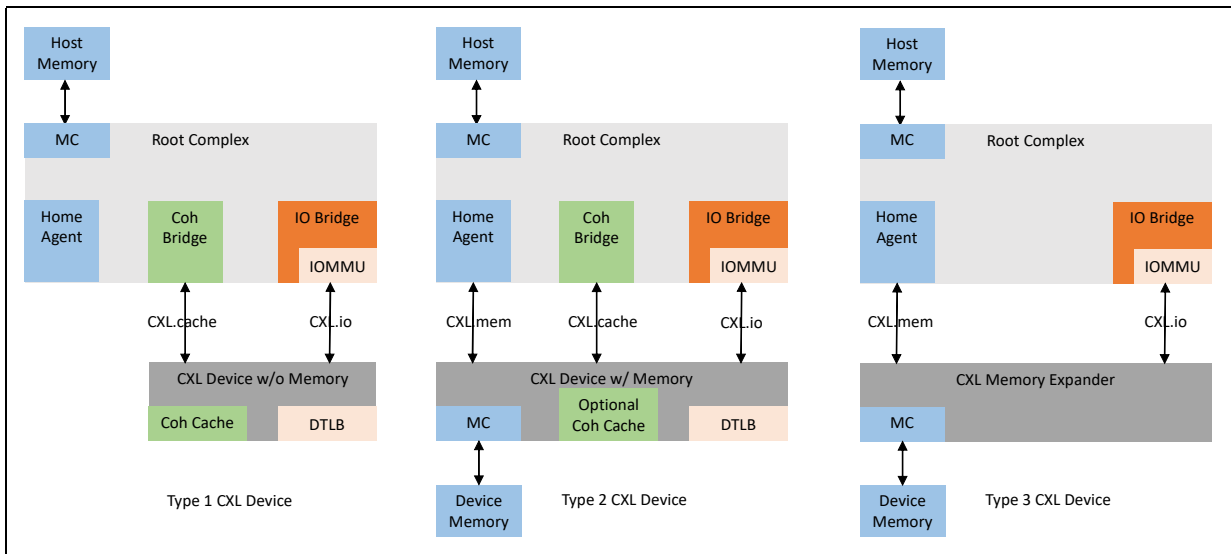 Host
Memory
MC
Root Complex
Home
Agent
Coh
Bridge
IO Bridge
IOMMU
CXL.cache
CXL.io
CXL Device w/o Memory
Coh Cache
DTLB
Type 1 CXL Device
Host
Memory
MC
Root Complex
Home
Agent
Coh
Bridge
IO Bridge
IOMMU
CXL.mem
CXL.cache
CXL.io
CXL Device w/ Memory
MC
Optional
Coh Cache
DTLB
Device
Memory
Type 2 CXL Device
Host
Memory
MC
Root Complex
Home
Agent
IO Bridge
IOMMU
CXL.mem
CXL.io
CXL Memory Expander
MC
Device
Memory
Type 3 CXL Device